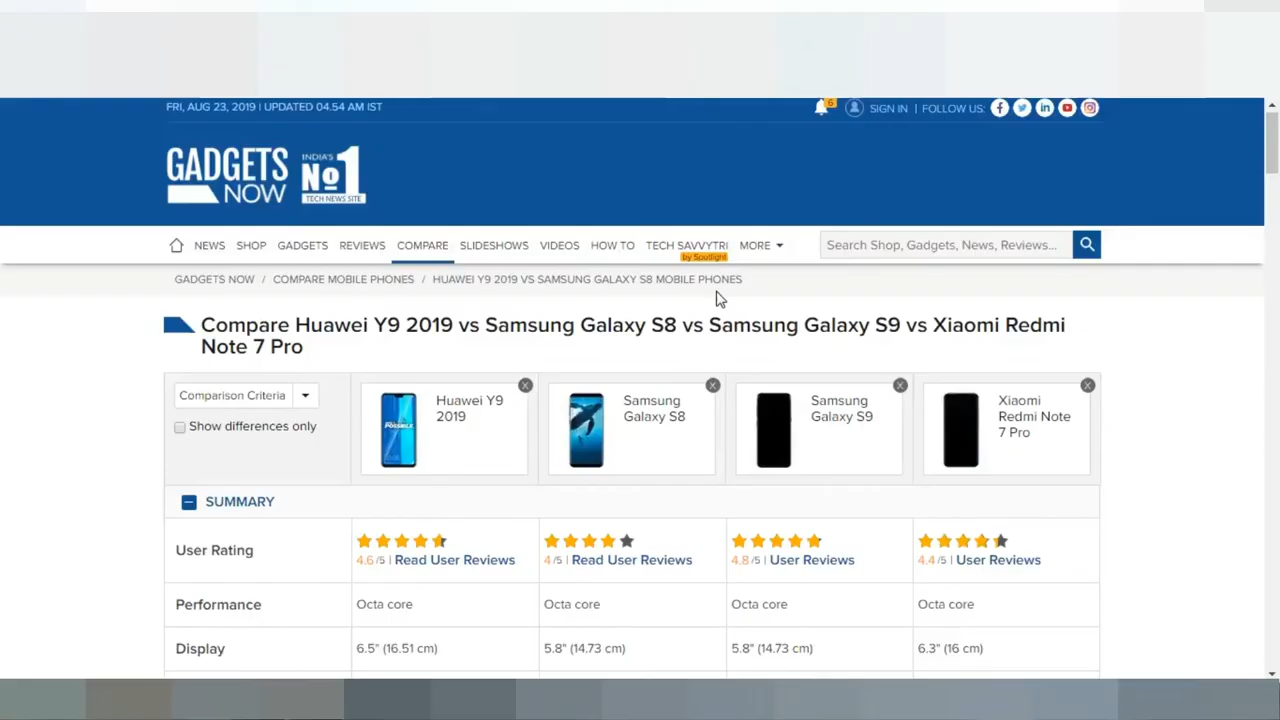 FRI, AUG 23, 2019 | UPDATED 04.54 AM IST
6
SIGN IN | FOLLOW US:
GADGETS NOW
INDIA'S No1 TECH NEWS SITE
NEWS SHOP GADGETS REVIEWS COMPARE SLIDESHOWS VIDEOS HOW TO TECH SAVVYTRI MORE
by Spotlight
Search Shop, Gadgets, News, Reviews...
GADGETS NOW / COMPARE MOBILE PHONES / HUAWEI Y9 2019 VS SAMSUNG GALAXY S8 MOBILE PHONES
Compare Huawei Y9 2019 vs Samsung Galaxy S8 vs Samsung Galaxy S9 vs Xiaomi Redmi
Note 7 Pro
Comparison Criteria
Show differences only
POSSIBLE
Huawei Y9
2019
Samsung
Galaxy S8
Samsung
Galaxy S9
Xiaomi
Redmi Note
7 Pro
SUMMARY
User Rating
4.6/5 | Read User Reviews
4/5 | Read User Reviews
4.8/5 | User Reviews
4.4/5 | User Reviews
Performance Octa core Octa core Octa core Octa core
Display 6.5" (16.51 cm) 5.8" (14.73 cm) 5.8" (14.73 cm) 6.3" (16 cm)